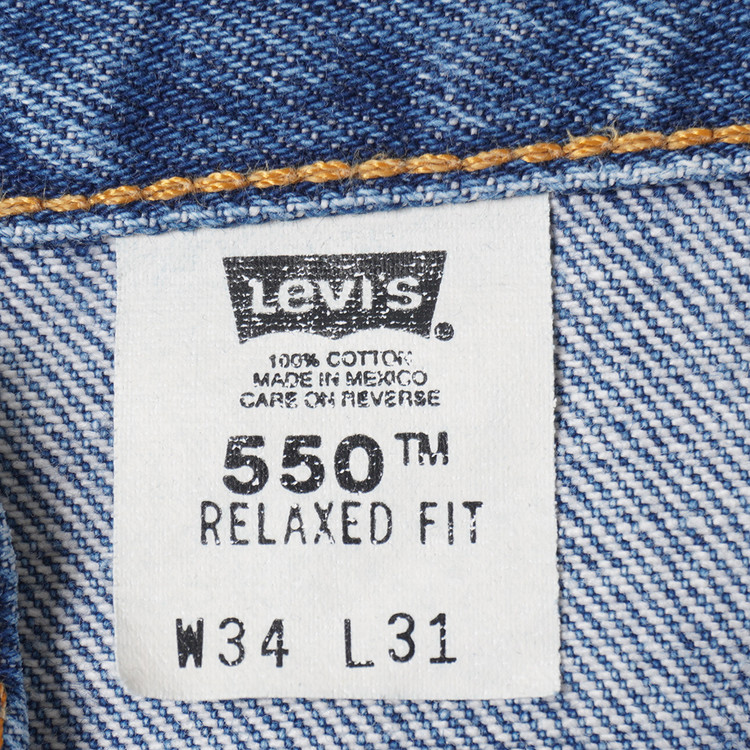 Levi's®
100% COTTON
MADE IN MEXICO
CARE ON REVERSE
550™
RELAXED FIT
W34 L31